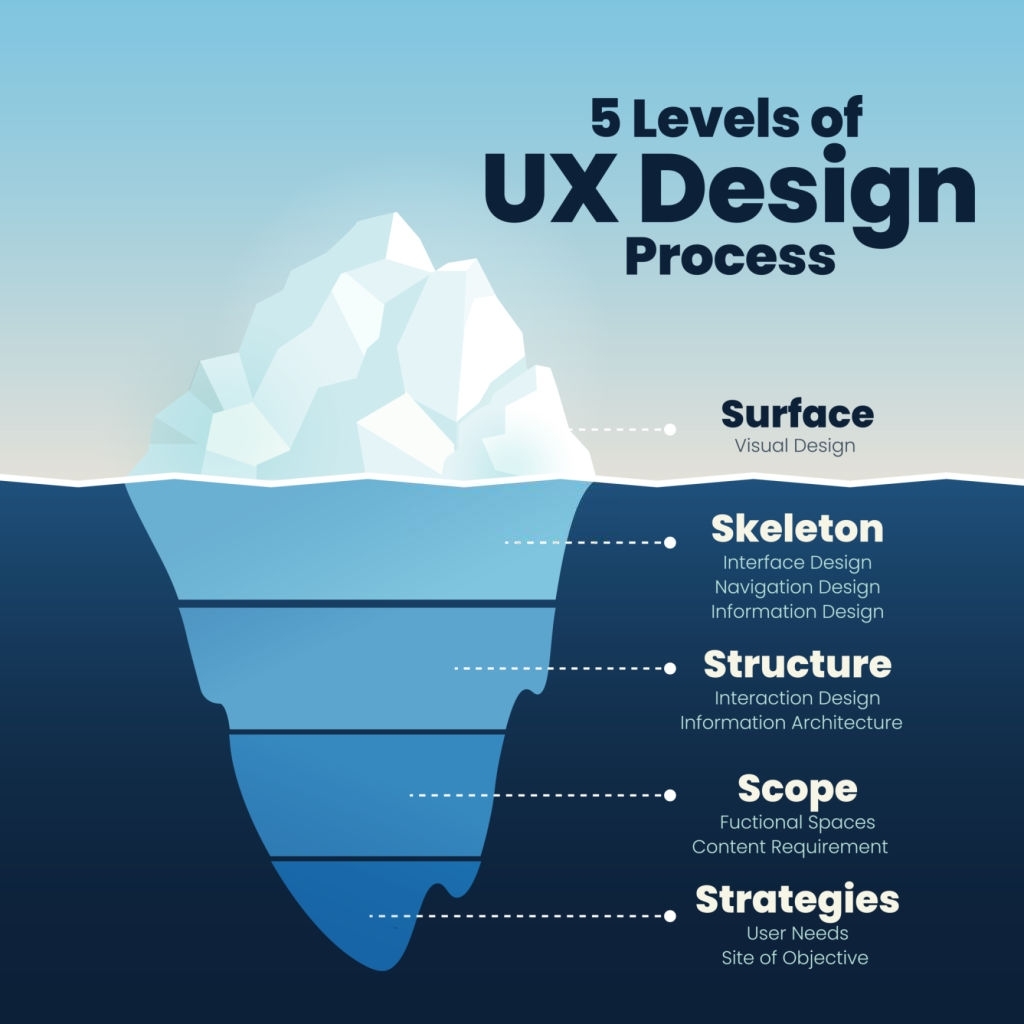 5 Levels of
UX Design
Process
Surface
Visual Design
Skeleton
Interface Design
Navigation Design
Information Design
Structure
Interaction Design
Information Architecture
Scope
Fuctional Spaces
Content Requirement
Strategies
User Needs
Site of Objective